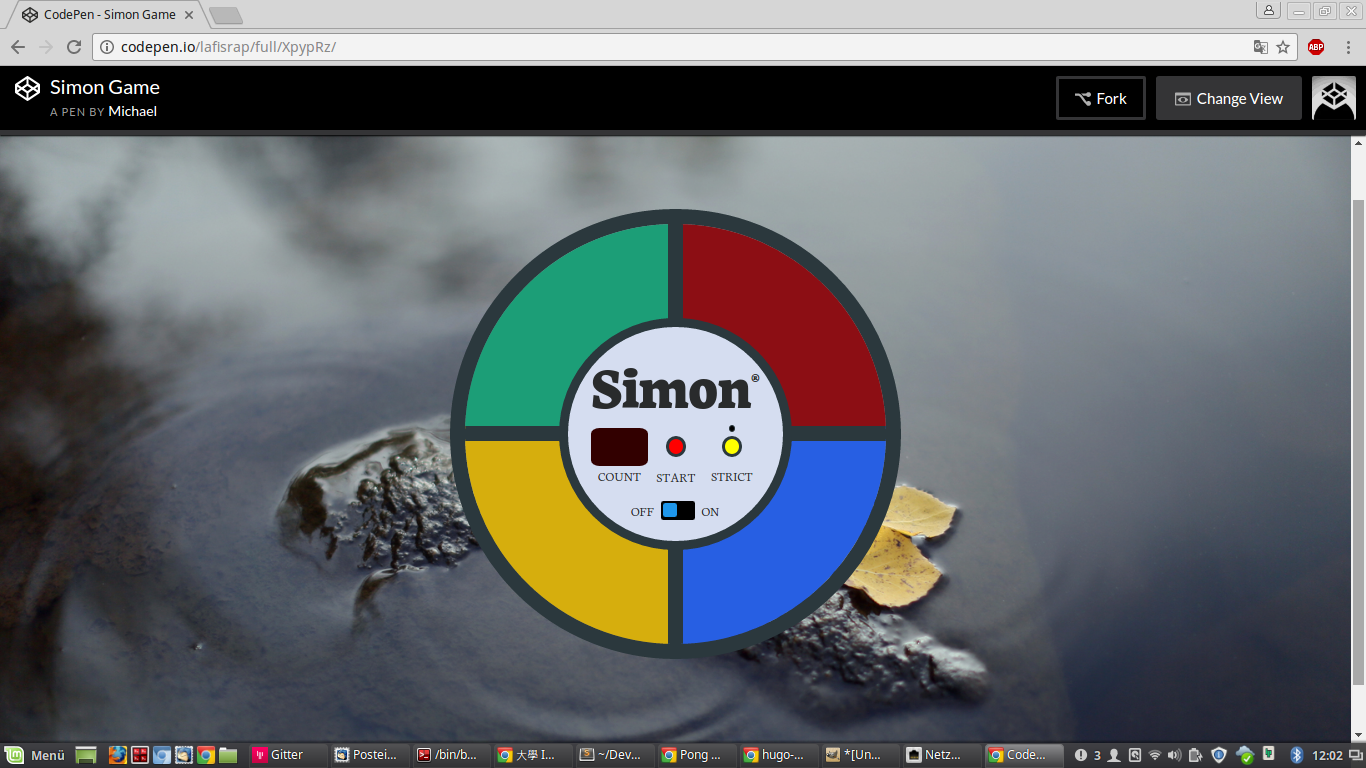 CodePen - Simon Game
codepen.io/lafisrap/full/XpypRz/
ABP
Simon Game
A PEN BY Michael
Fork
Change View
Simon®
COUNT
START
STRICT
OFF
ON
Menü
Gitter
Postei...
/bin/b...
大學 I...
~/Dev...
Pong ...
hugo-...
*[Un...
Netz...
Code...
3
12:02